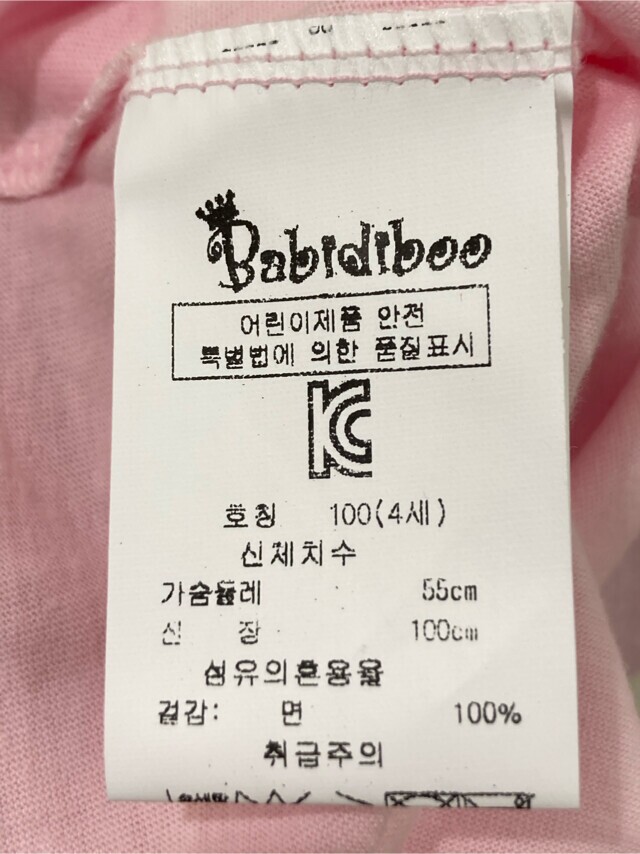 Babidiboo
어린이제품 안전
특별법에 의한 품질표시
KC
호칭 100(4세)
신체치수
가슴둘레 55cm
신 장 100cm
섬유의혼용율
겉감: 면 100%
취급주의